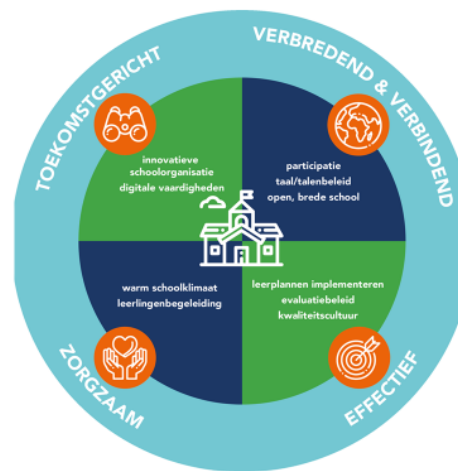 TOEKOMSTGERICHT
VERBREDEND & VERBINDEND
innovatieve
schoolorganisatie
digitale vaardigheden
participatie
taal/talenbeleid
open, brede school
warm schoolklimaat
leerlingenbegeleiding
leerplannen implementeren
evaluatiebeleid
kwaliteitscultuur
ZORGZAAM
EFFECTIEF